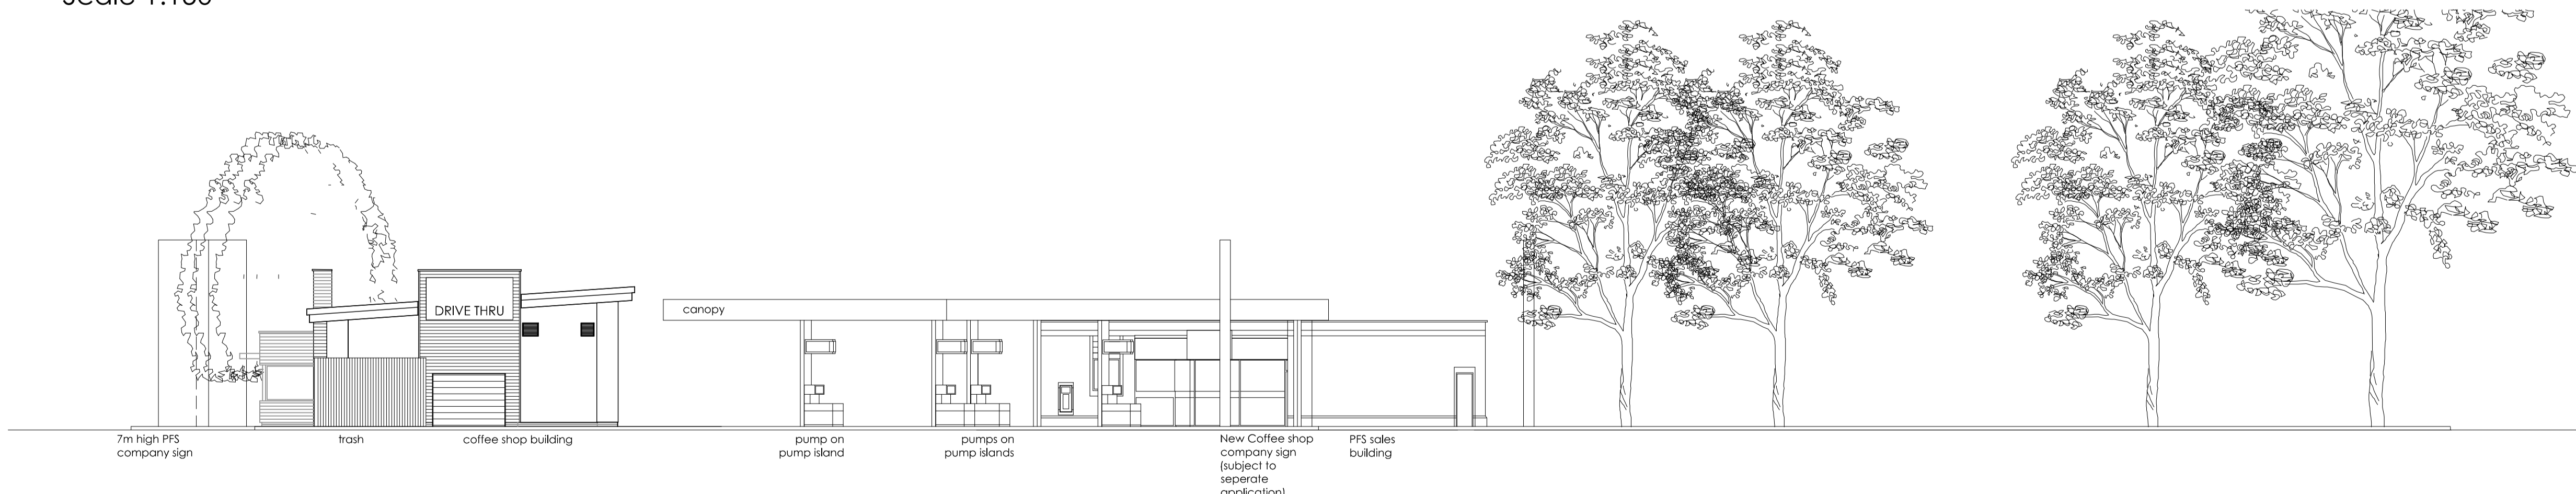 DRIVE THRU
canopy
7m high PFS
company sign
trash
coffee shop building
pump on
pump island
pumps on
pump islands
New Coffee shop
company sign
(subject to
seperate
application)
PFS sales
building